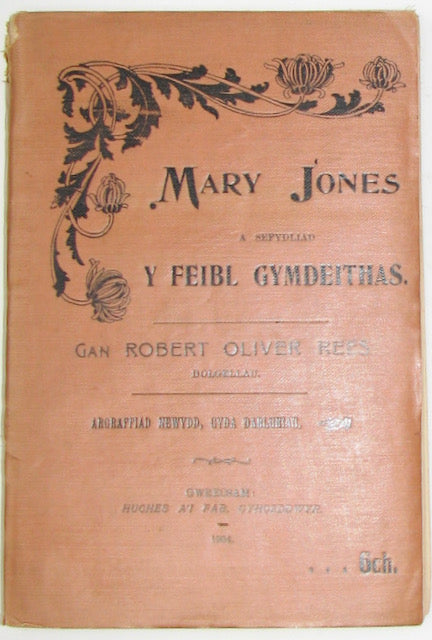 MARY JONES
A SEFYDLIAD
Y FEIBL GYMDEITHAS.
GAN ROBERT OLIVER REES
DOLGELLAU.
ARGRAFFIAD NEWYDD, GYDA DARLUNIAU,
GWRECSAM:
HUGHES A'I FAB, CYHOEDDWYR.
1904.
. . . 6ch.